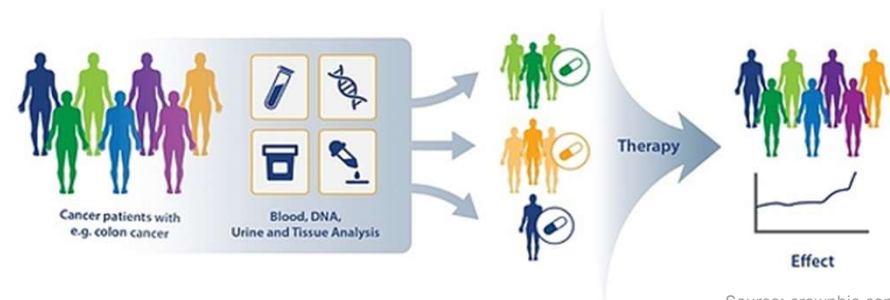 Cancer patients with
e.g. colon cancer
Blood, DNA,
Urine and Tissue Analysis
Therapy
Effect